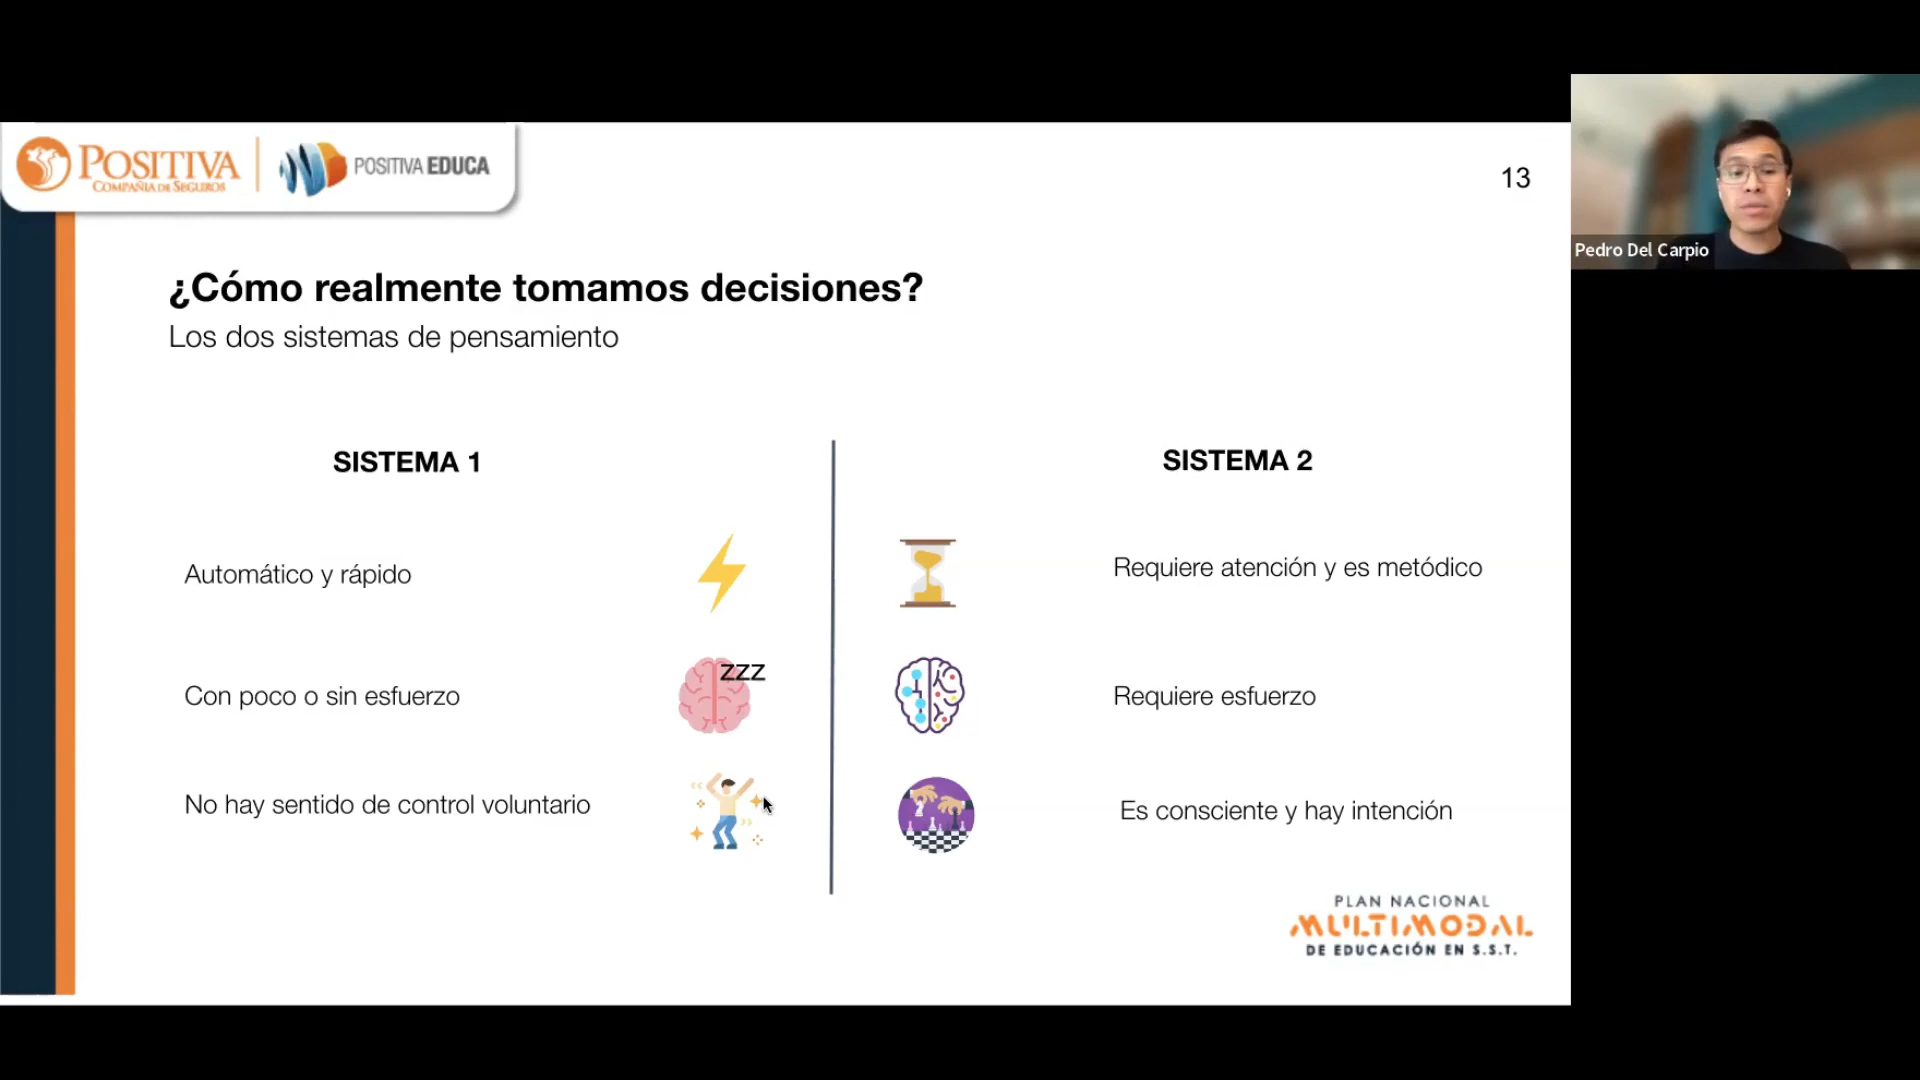 POSITIVA
COMPAÑIA DE SEGUROS
POSITIVA EDUCA
13
Pedro Del Carpio
¿Cómo realmente tomamos decisiones?
Los dos sistemas de pensamiento
SISTEMA 1
SISTEMA 2
Automático y rápido
Requiere atención y es metódico
zzz
Con poco o sin esfuerzo
Requiere esfuerzo
No hay sentido de control voluntario
Es consciente y hay intención
PLAN NACIONAL
MULTIMODAL
DE EDUCACIÓN EN S.S.T.